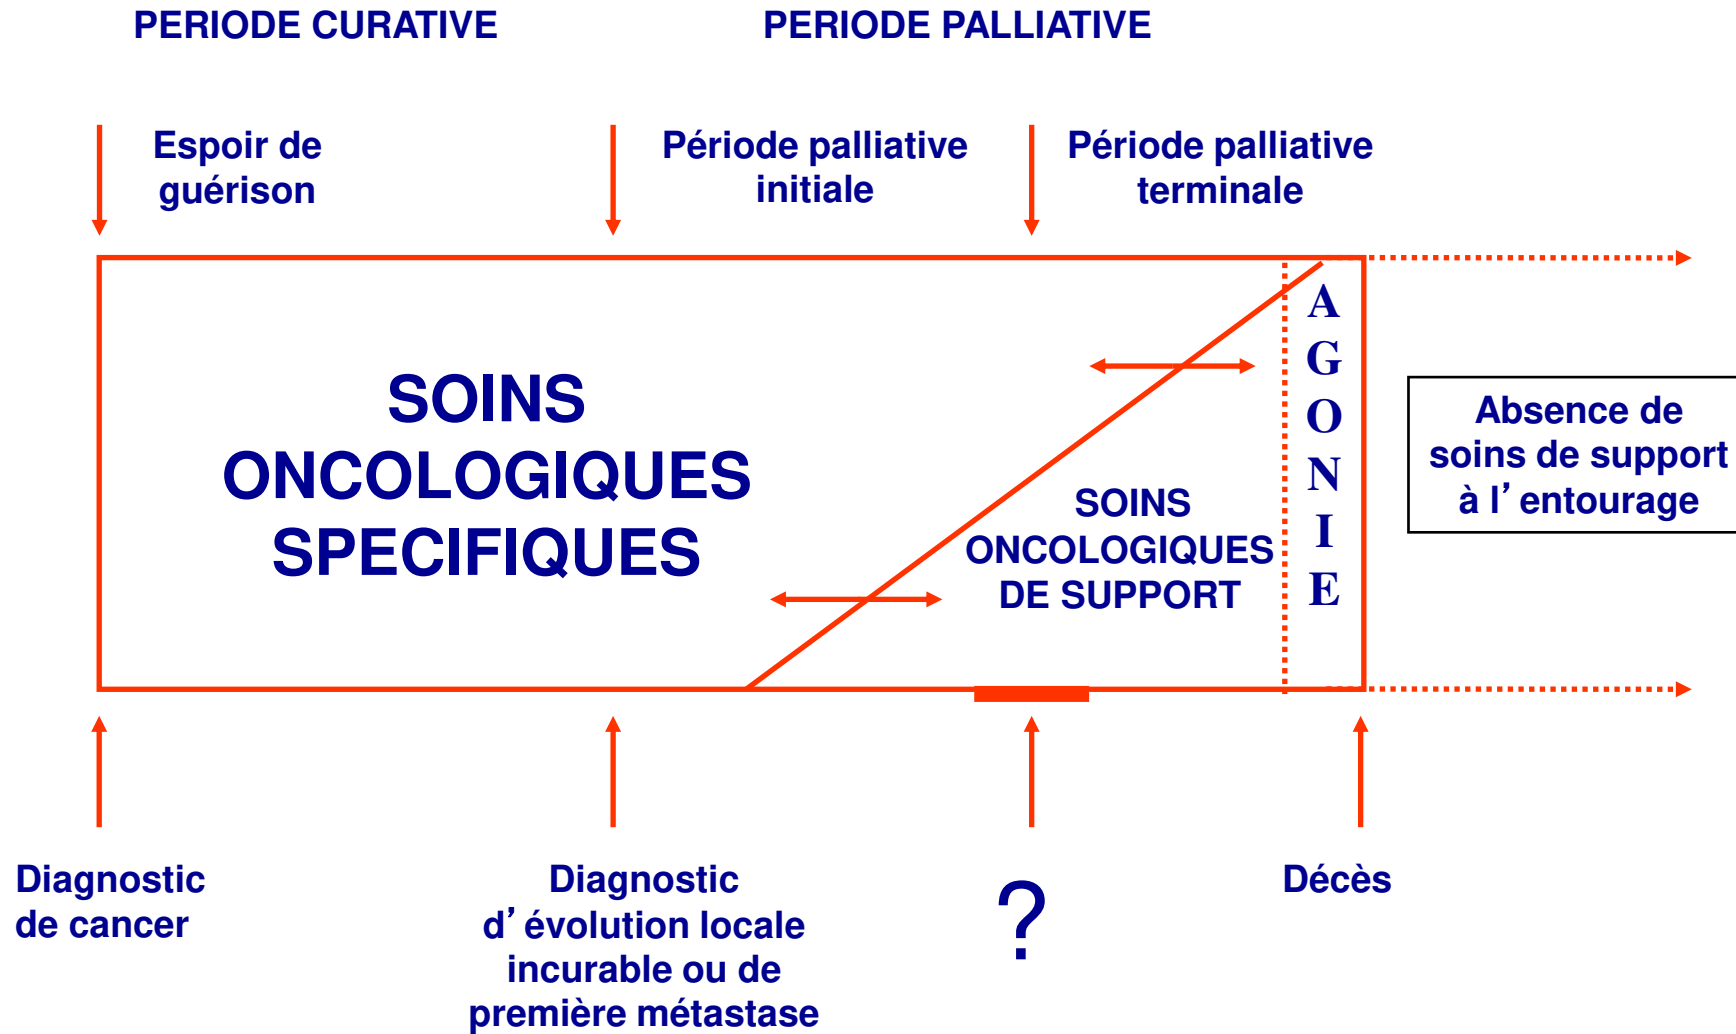 PERIODE CURATIVE
PERIODE PALLIATIVE
Espoir de
guérison
Période palliative
initiale
Période palliative
terminale
SOINS
ONCOLOGIQUES
SPECIFIQUES
SOINS
ONCOLOGIQUES
DE SUPPORT
A
G
O
N
I
E
Absence de
soins de support
à l’entourage
Diagnostic
de cancer
Diagnostic
d’évolution locale
incurable ou de
première métastase
?
Décès